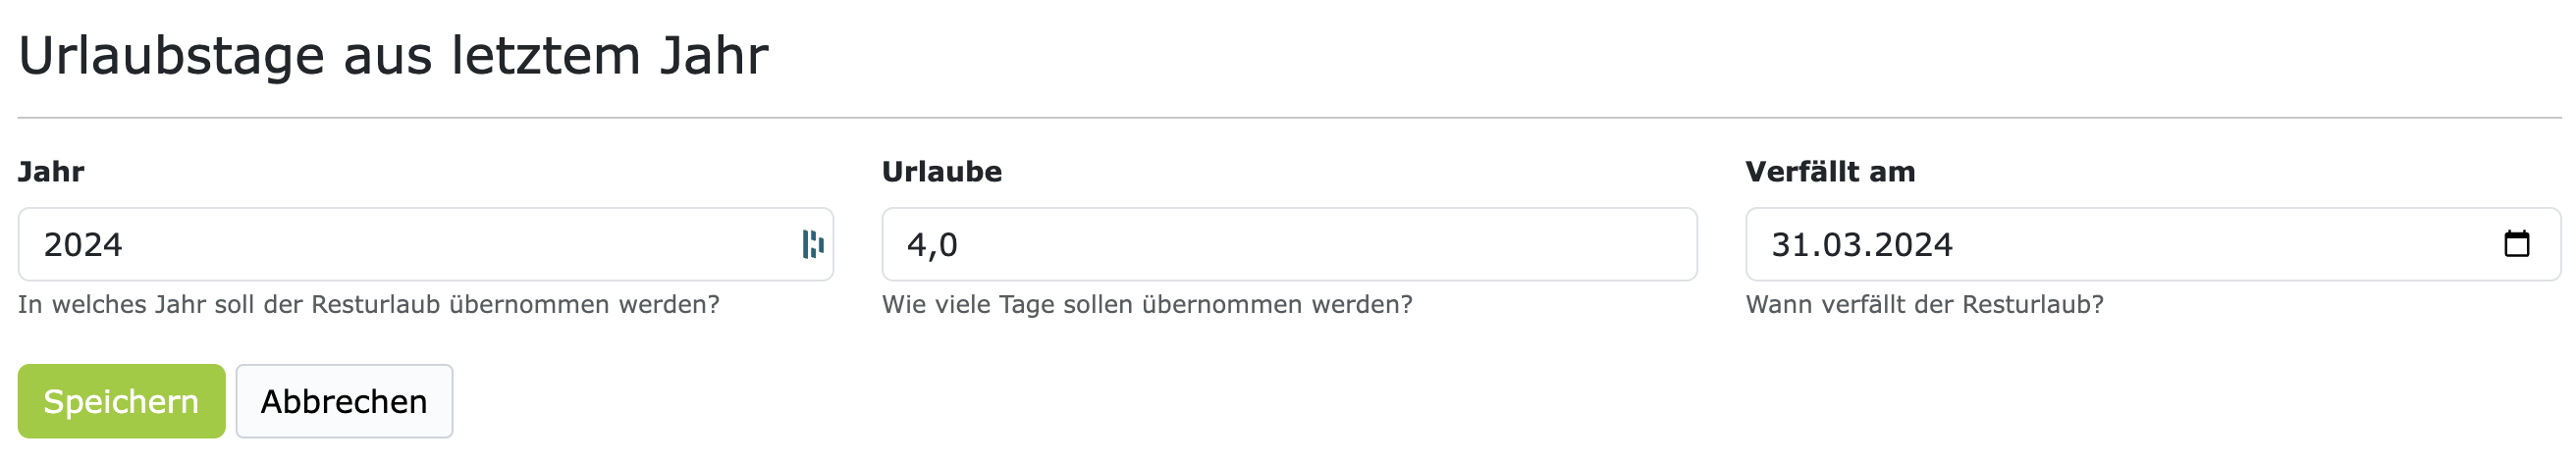 Urlaubstage aus letztem Jahr
Jahr
Urlaube
Verfällt am
2024
4,0
31.03.2024
In welches Jahr soll der Resturlaub übernommen werden?
Wie viele Tage sollen übernommen werden?
Wann verfällt der Resturlaub?
Speichern
Abbrechen